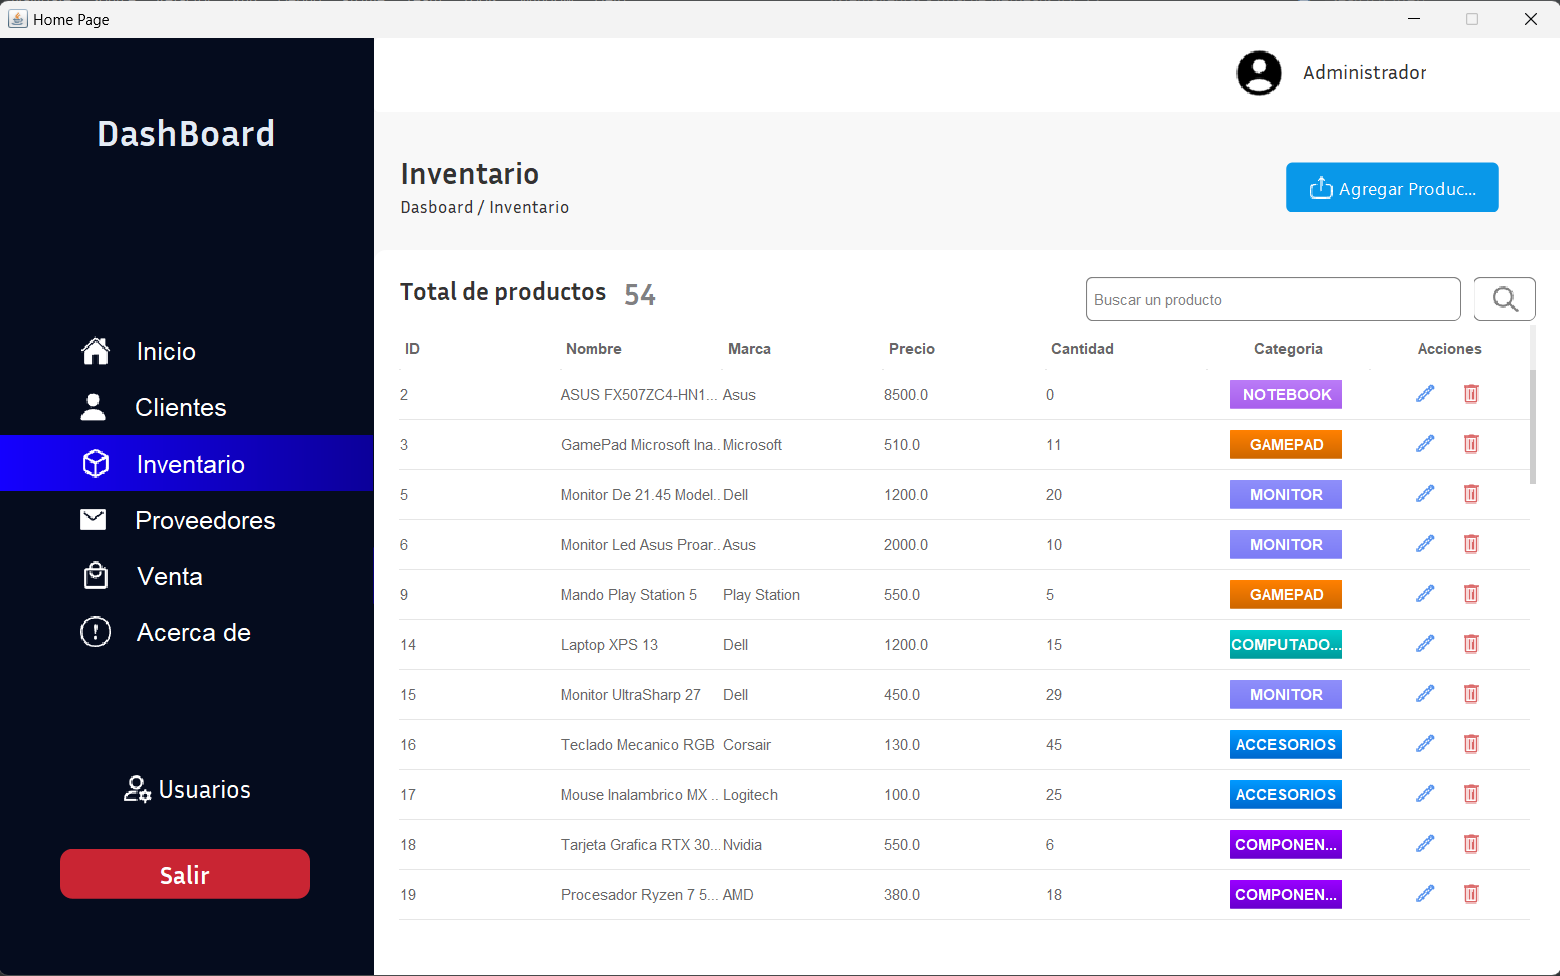 Home Page
Administrador
DashBoard
Inventario
Dasboard / Inventario
Agregar Produc...
Total de productos 54
Buscar un producto
Inicio
Clientes
Inventario
Proveedores
Venta
Acerca de
Usuarios
Salir
ID Nombre Marca Precio Cantidad Categoria Acciones
2 ASUS FX507ZC4-HN1... Asus 8500.0 0 NOTEBOOK
3 GamePad Microsoft Ina.. Microsoft 510.0 11 GAMEPAD
5 Monitor De 21.45 Model.. Dell 1200.0 20 MONITOR
6 Monitor Led Asus Proar.. Asus 2000.0 10 MONITOR
9 Mando Play Station 5 Play Station 550.0 5 GAMEPAD
14 Laptop XPS 13 Dell 1200.0 15 COMPUTADO...
15 Monitor UltraSharp 27 Dell 450.0 29 MONITOR
16 Teclado Mecanico RGB Corsair 130.0 45 ACCESORIOS
17 Mouse Inalambrico MX .. Logitech 100.0 25 ACCESORIOS
18 Tarjeta Grafica RTX 30... Nvidia 550.0 6 COMPONEN...
19 Procesador Ryzen 7 5... AMD 380.0 18 COMPONEN...